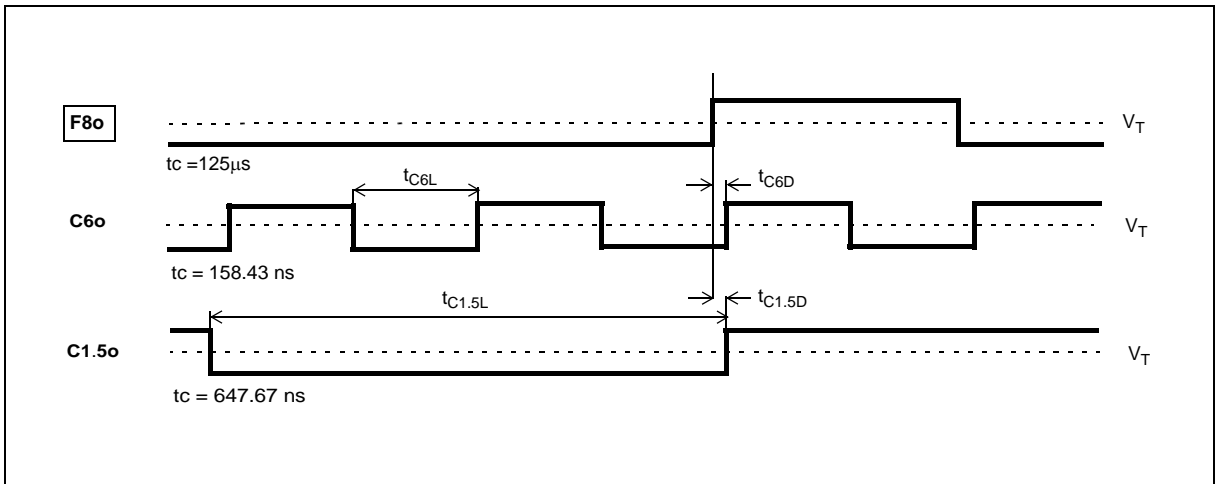 F8o
V_T
tc =125μs
t_C6L
t_C6D
C6o
V_T
tc = 158.43 ns
t_C1.5L
t_C1.5D
C1.5o
V_T
tc = 647.67 ns